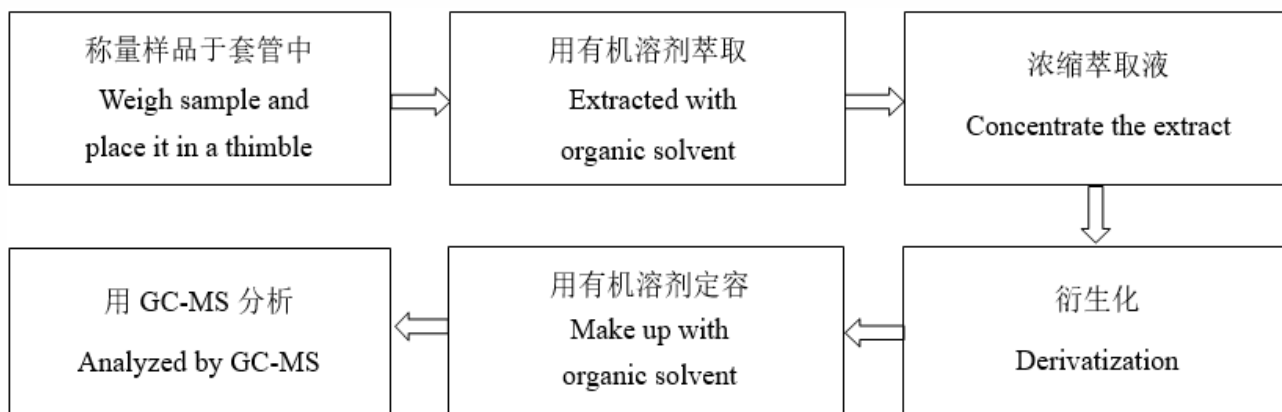 称量样品于套管中
Weigh sample and
place it in a thimble
用有机溶剂萃取
Extracted with
organic solvent
浓缩萃取液
Concentrate the extract
衍生化
Derivatization
用有机溶剂定容
Make up with
organic solvent
用 GC-MS 分析
Analyzed by GC-MS